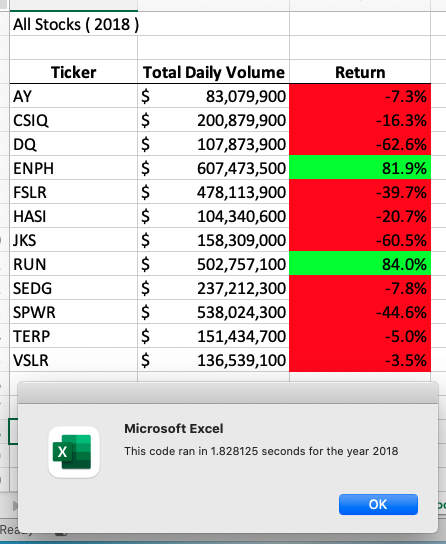 All Stocks ( 2018 )
Ticker Total Daily Volume Return
AY $ 83,079,900 -7.3%
CSIQ $ 200,879,900 -16.3%
DQ $ 107,873,900 -62.6%
ENPH $ 607,473,500 81.9%
FSLR $ 478,113,900 -39.7%
HASI $ 104,340,600 -20.7%
JKS $ 158,309,000 -60.5%
RUN $ 502,757,100 84.0%
SEDG $ 237,212,300 -7.8%
SPWR $ 538,024,300 -44.6%
TERP $ 151,434,700 -5.0%
VSLR $ 136,539,100 -3.5%
Microsoft Excel
X
This code ran in 1.828125 seconds for the year 2018
OK